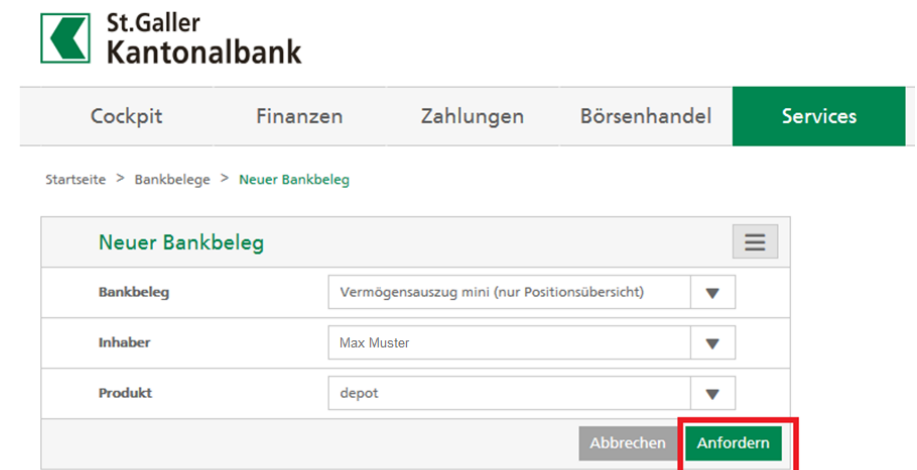 St.Galler
Kantonalbank
Cockpit Finanzen Zahlungen Börsenhandel Services
Startseite > Bankbelege > Neuer Bankbeleg
Neuer Bankbeleg
Bankbeleg Vermögensauszug mini (nur Positionsübersicht)
Inhaber Max Muster
Produkt depot
Abbrechen Anfordern